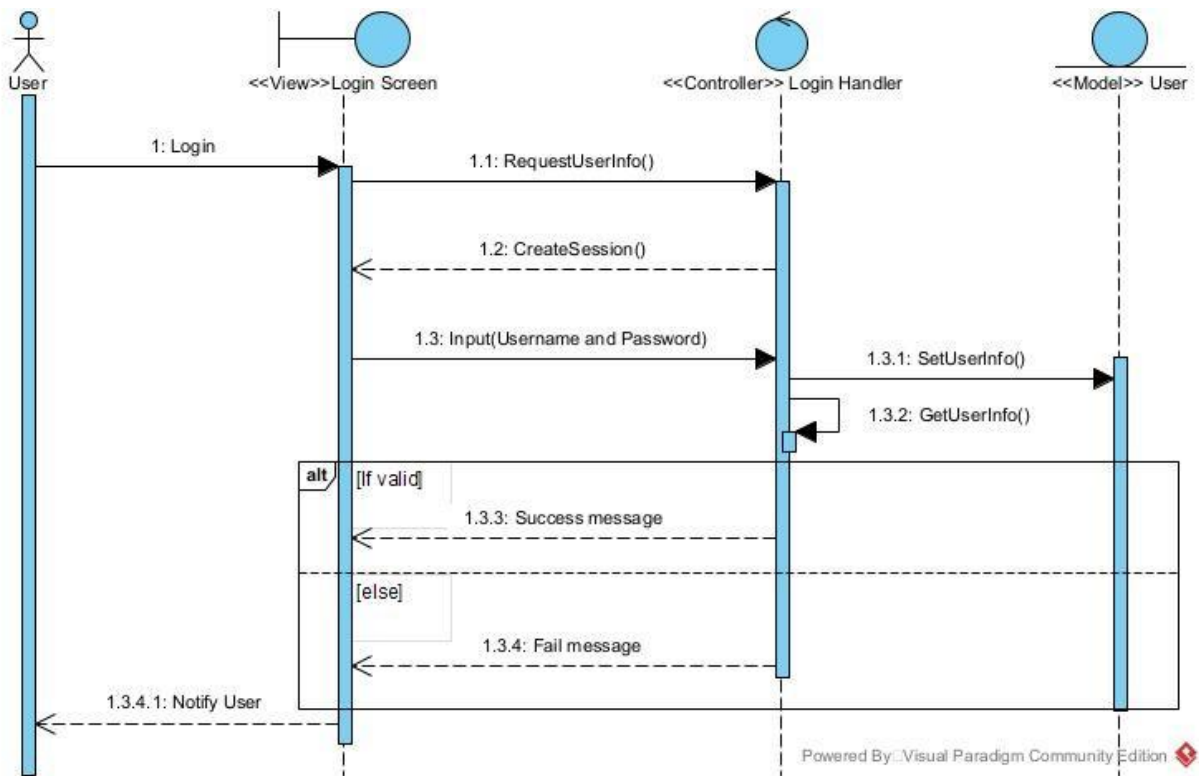 User
<<View>>Login Screen
<<Controller>> Login Handler
<<Model>> User
1: Login
1.1: RequestUserInfo()
1.2: CreateSession()
1.3: Input(Username and Password)
1.3.1: SetUserInfo()
1.3.2: GetUserInfo()
alt
[If valid]
1.3.3: Success message
[else]
1.3.4: Fail message
1.3.4.1: Notify User
Powered By Visual Paradigm Community Edition